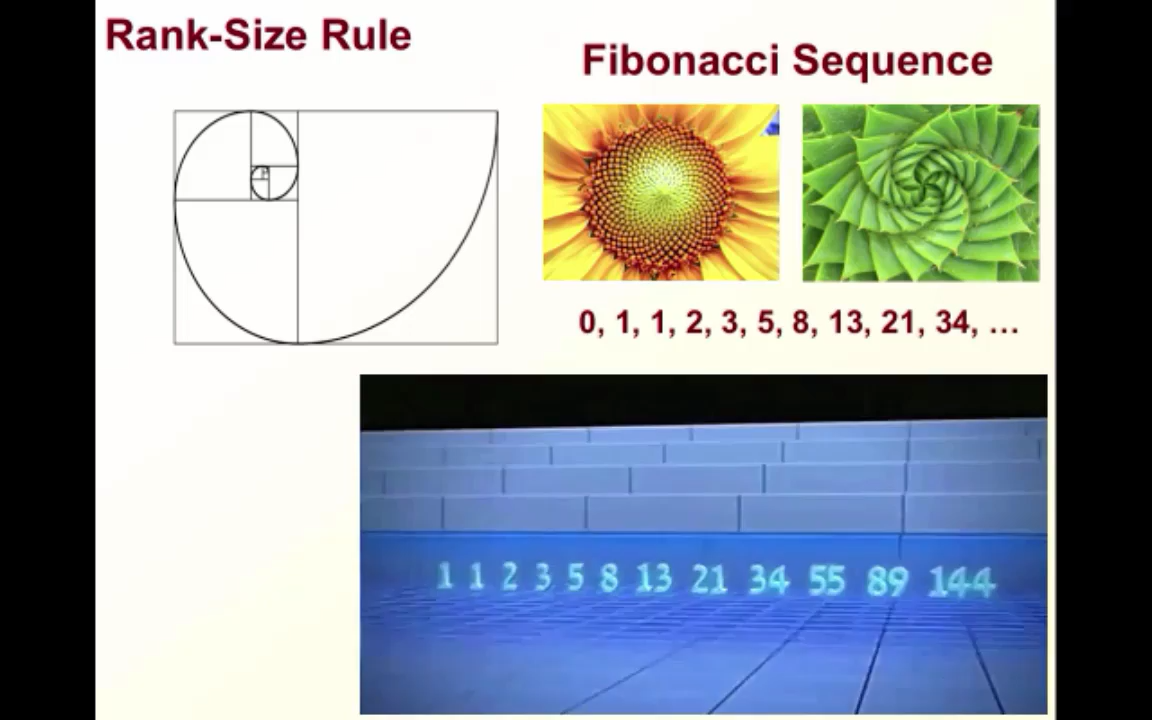 Rank-Size Rule
Fibonacci Sequence
0, 1, 1, 2, 3, 5, 8, 13, 21, 34, …
1 1 2 3 5 8 13 21 34 55 89 144